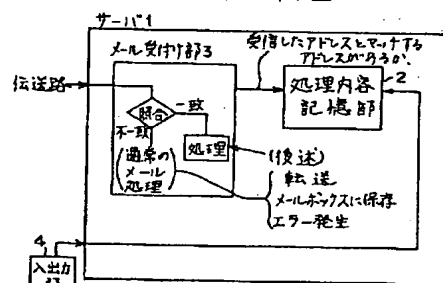 サーバ1
メール受付け部3
受信したアドレスとマッチする
アドレスがあるか.
伝送路
照合
一致
不一致
処理
処理内容
記憶部
2
(通常の
メール
処理)
(後述)
転送
メールボックスに保存
エラー発生
4
入出力